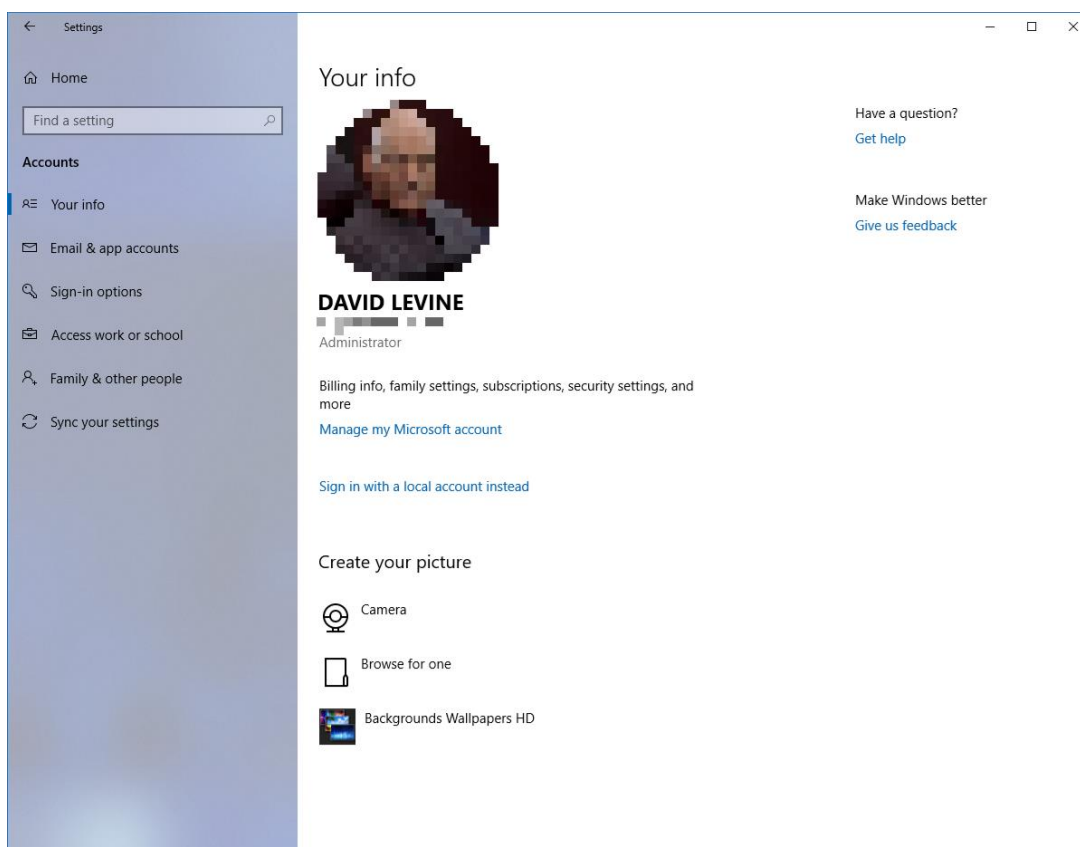 Settings
Home
Find a setting
Accounts
Your info
Email & app accounts
Sign-in options
Access work or school
Family & other people
Sync your settings
Your info
DAVID LEVINE
Administrator
Billing info, family settings, subscriptions, security settings, and
more
Manage my Microsoft account
Sign in with a local account instead
Create your picture
Camera
Browse for one
Backgrounds Wallpapers HD
Have a question?
Get help
Make Windows better
Give us feedback